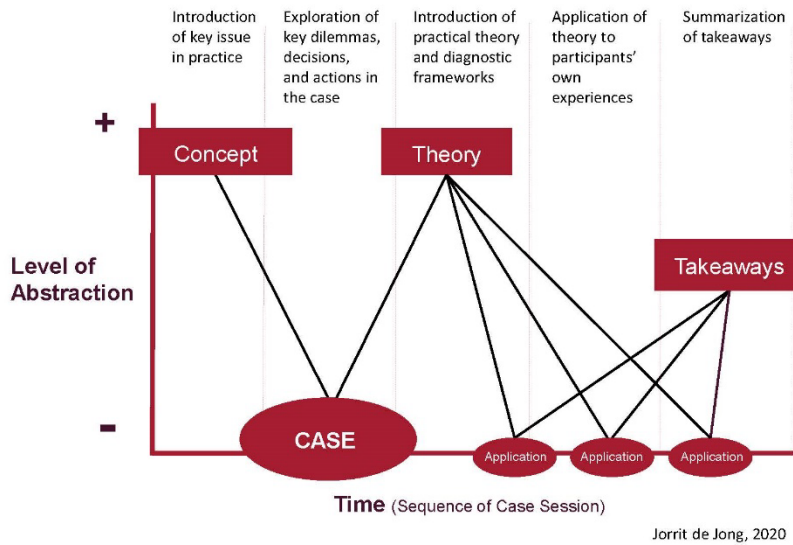 Introduction
of key issue
in practice
Exploration of
key dilemmas,
decisions,
and actions in
the case
Introduction of
practical theory
and diagnostic
frameworks
Application of
theory to
participants'
own
experiences
Summarization
of takeaways
+
Concept
Theory
Level of
Abstraction
Takeaways
-
CASE
Application
Application
Application
Time (Sequence of Case Session)
Jorrit de Jong, 2020